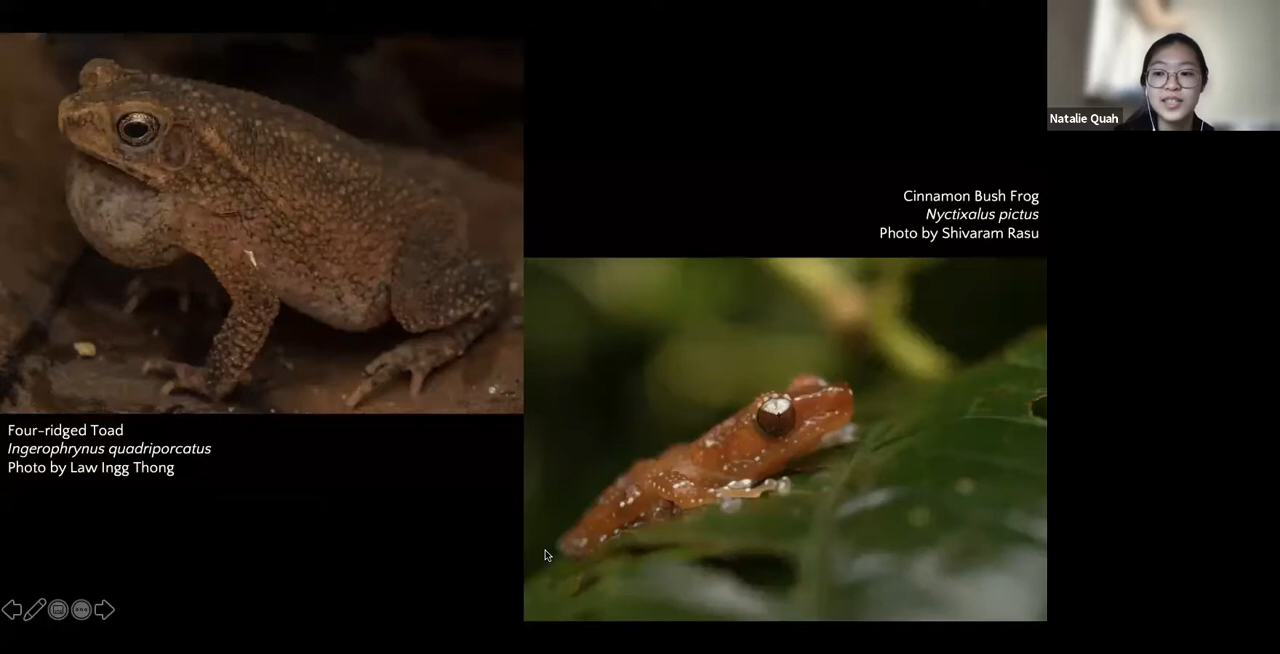 Natalie Quah
Cinnamon Bush Frog
Nyctixalus pictus
Photo by Shivaram Rasu
Four-ridged Toad
Ingerophrynus quadriporcatus
Photo by Law Ingg Thong